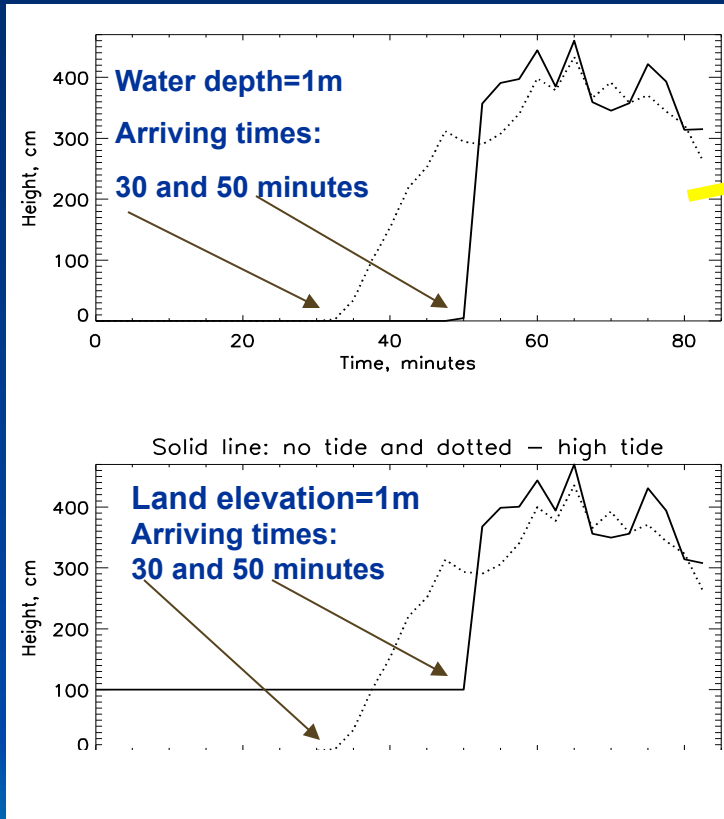 400
300
200
100
0
Height, cm
Water depth=1m
Arriving times:
30 and 50 minutes
0
20
40
60
80
Time, minutes
Solid line: no tide and dotted – high tide
400
300
200
100
0
Height, cm
Land elevation=1m
Arriving times:
30 and 50 minutes